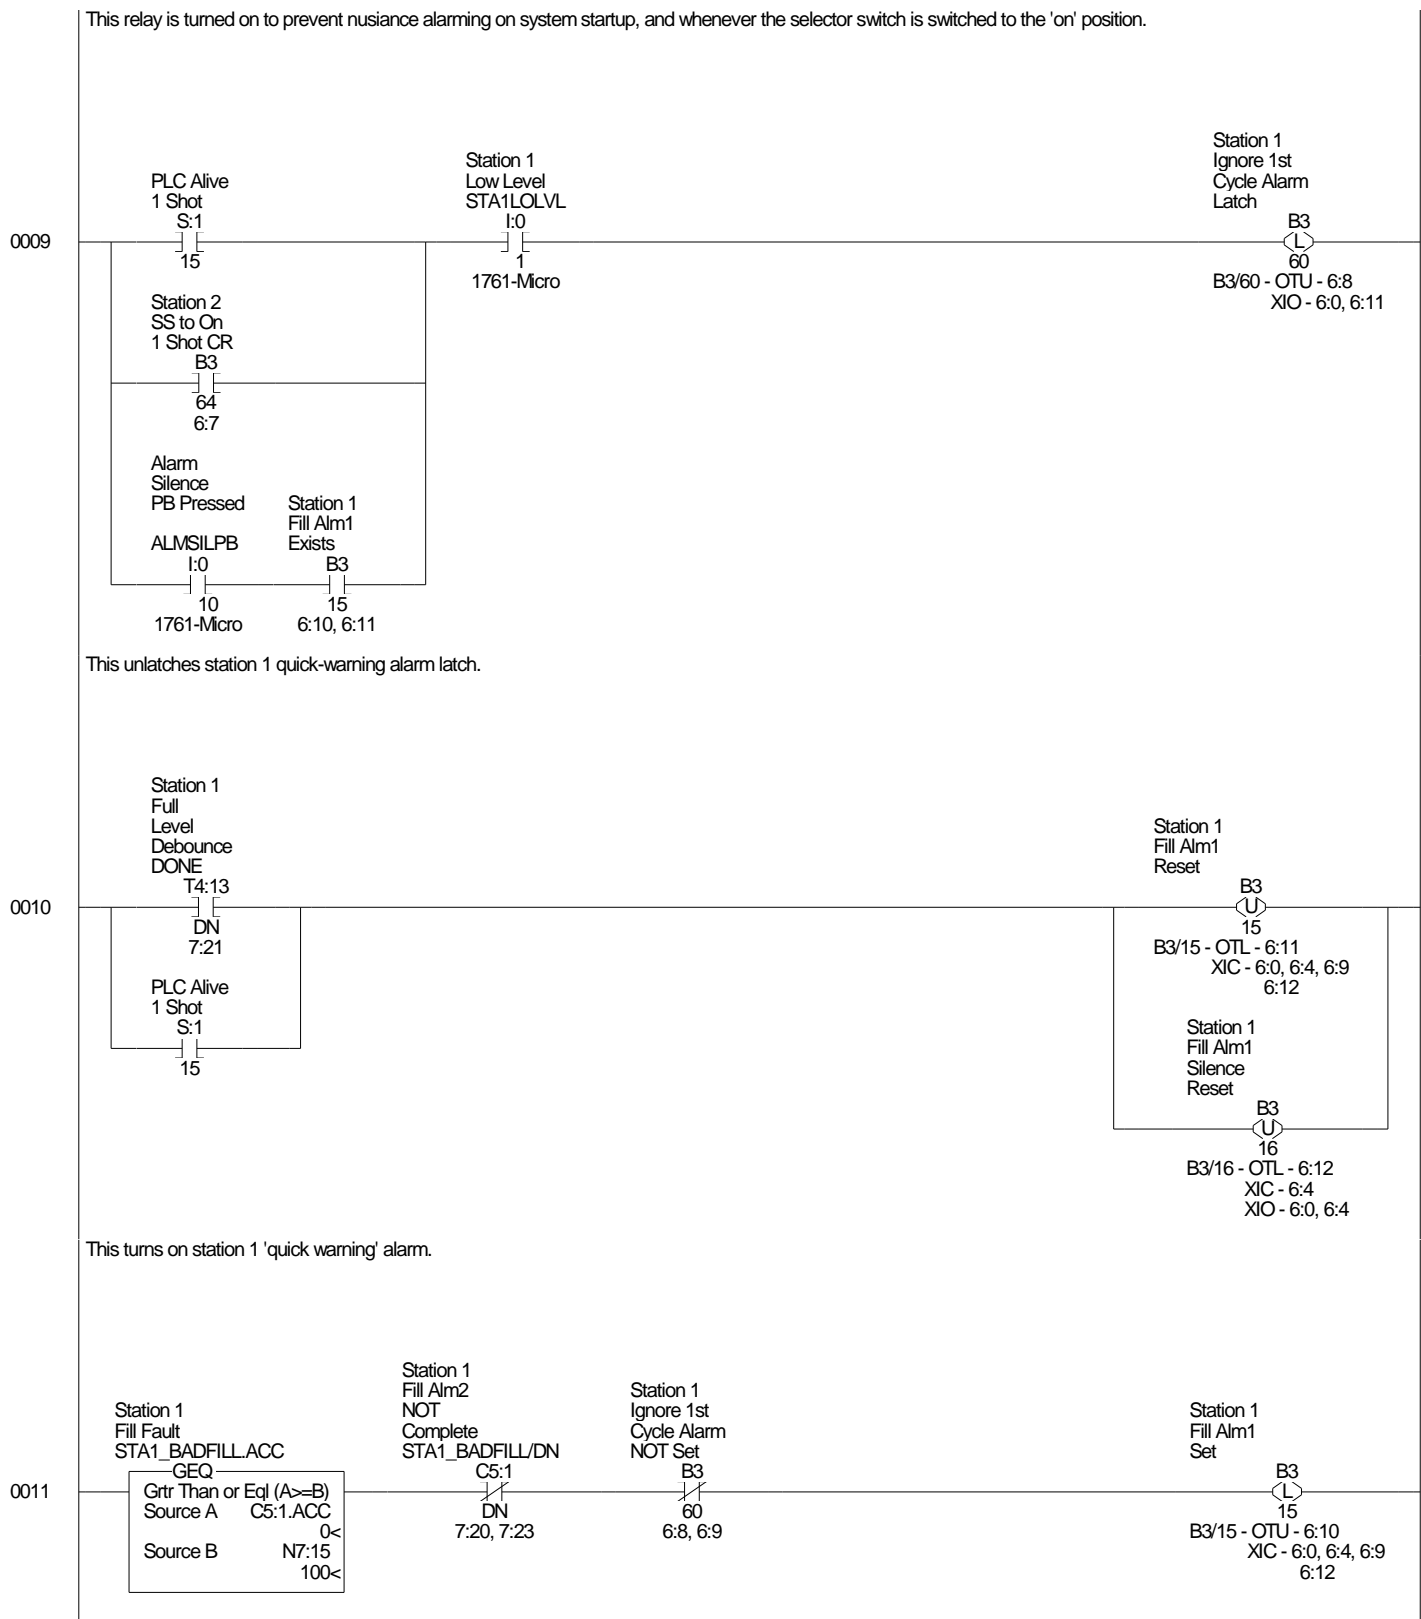 This relay is turned on to prevent nusiance alarming on system startup, and whenever the selector switch is switched to the 'on' position.
0009
PLC Alive
1 Shot
S:1
15
Station 2
SS to On
1 Shot CR
B3
64
6:7
Alarm
Silence
PB Pressed
ALMSILPB
I:0
10
1761-Micro
Station 1
Fill Alm1
Exists
B3
15
6:10, 6:11
Station 1
Low Level
STA1LOLVL
I:0
1
1761-Micro
Station 1
Ignore 1st
Cycle Alarm
Latch
B3
L
60
B3/60 - OTU - 6:8
XIO - 6:0, 6:11
This unlatches station 1 quick-warning alarm latch.
0010
Station 1
Full
Level
Debounce
DONE
T4:13
DN
7:21
PLC Alive
1 Shot
S:1
15
Station 1
Fill Alm1
Reset
B3
U
15
B3/15 - OTL - 6:11
XIC - 6:0, 6:4, 6:9
6:12
Station 1
Fill Alm1
Silence
Reset
B3
U
16
B3/16 - OTL - 6:12
XIC - 6:4
XIO - 6:0, 6:4
This turns on station 1 'quick warning' alarm.
0011
Station 1
Fill Fault
STA1_BADFILL.ACC
GEQ
Grtr Than or Eql (A>=B)
Source A C5:1.ACC
0<
Source B N7:15
100<
Station 1
Fill Alm2
NOT
Complete
STA1_BADFILL/DN
C5:1
DN
7:20, 7:23
Station 1
Ignore 1st
Cycle Alarm
NOT Set
B3
60
6:8, 6:9
Station 1
Fill Alm1
Set
B3
L
15
B3/15 - OTU - 6:10
XIC - 6:0, 6:4, 6:9
6:12